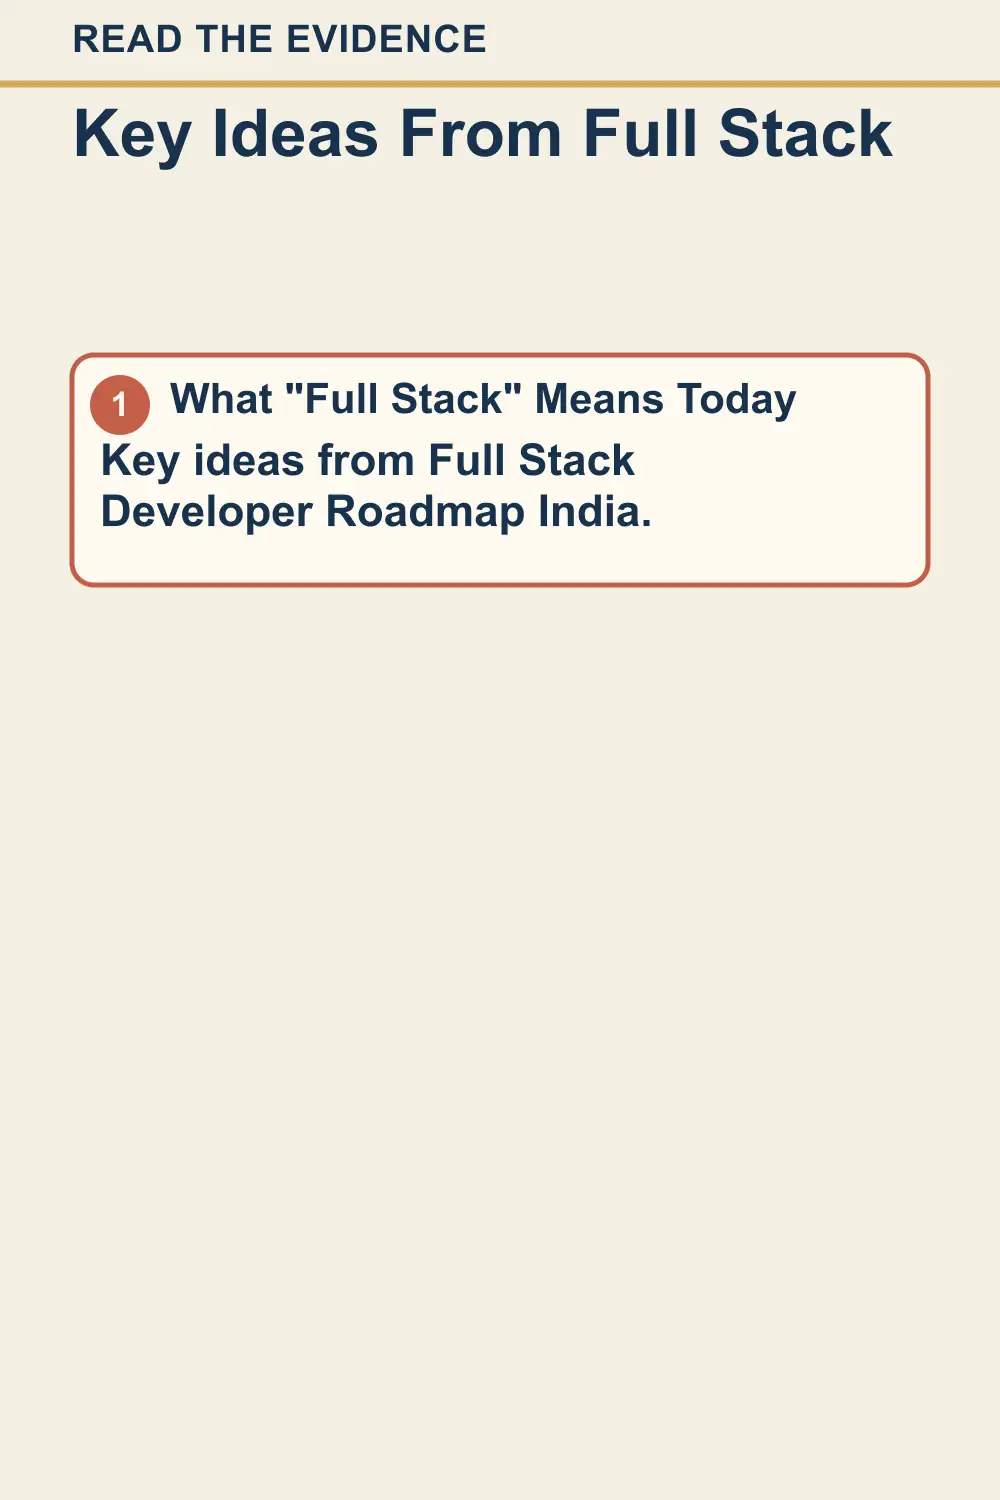 READ THE EVIDENCE
Key Ideas From Full Stack
1 What "Full Stack" Means Today
Key ideas from Full Stack
Developer Roadmap India.